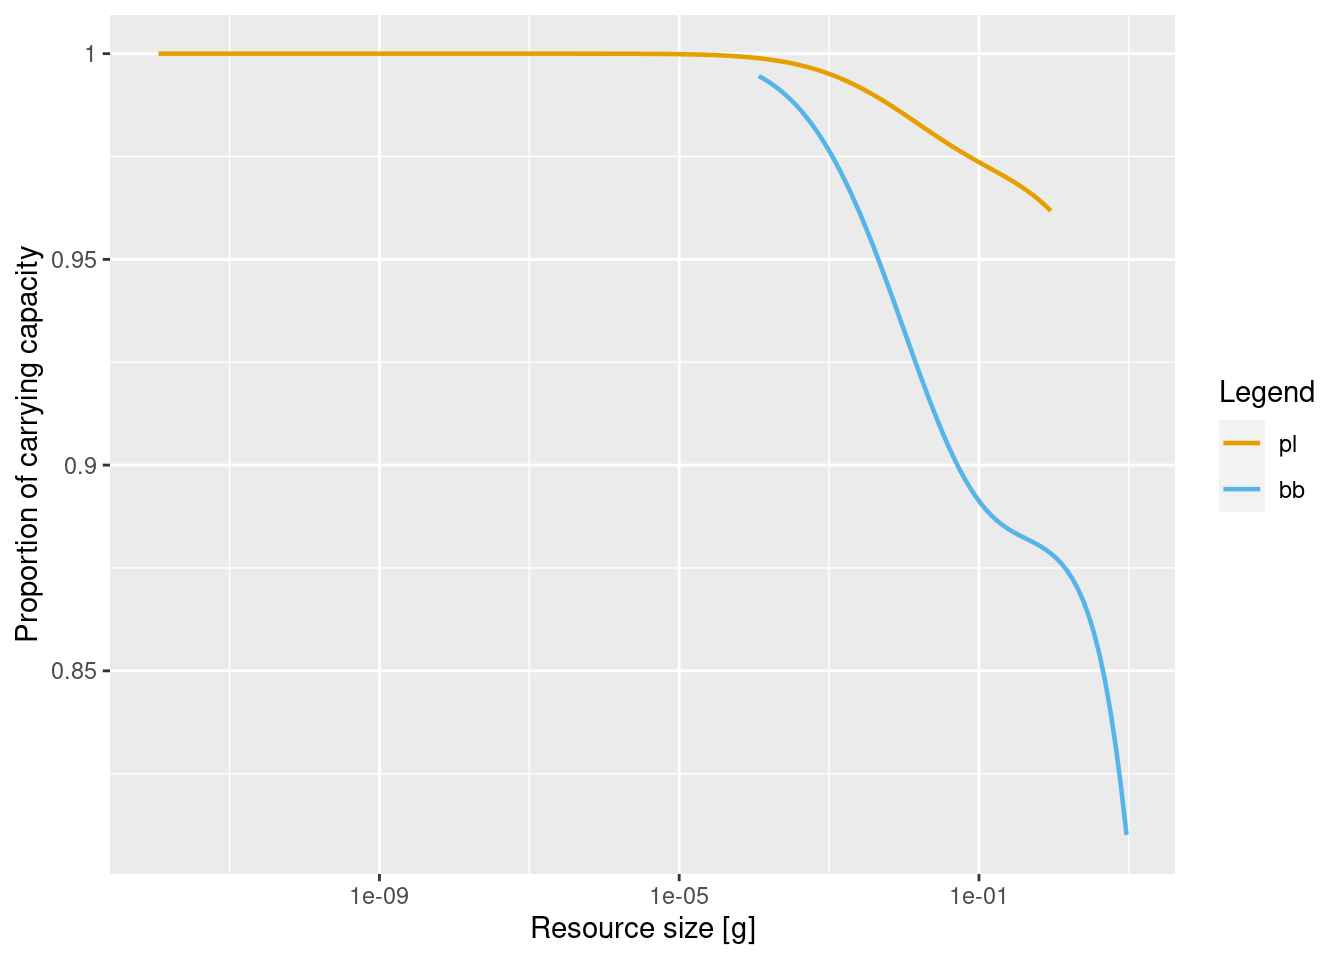 Proportion of carrying capacity
1
0.95
0.9
0.85
1e-09
1e-05
1e-01
Resource size [g]
Legend
pl
bb